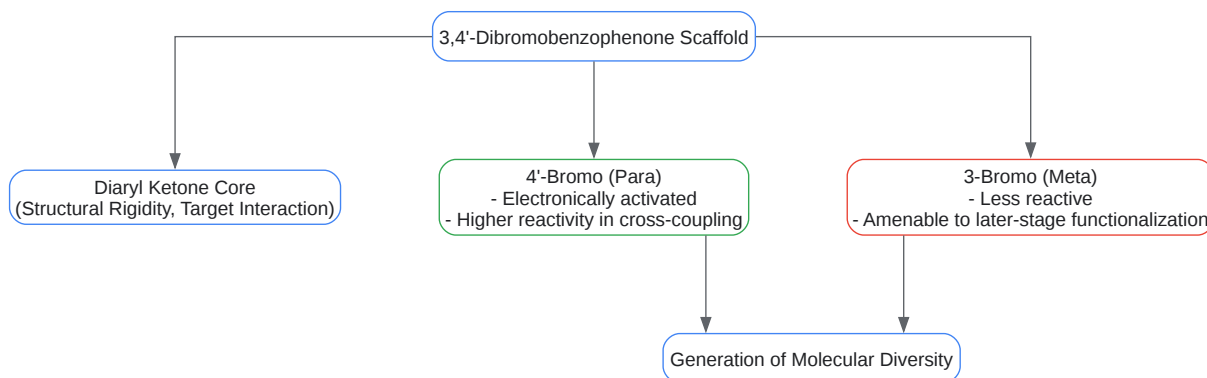 3,4'-Dibromobenzophenone Scaffold
Diaryl Ketone Core
(Structural Rigidity, Target Interaction)
4'-Bromo (Para)
- Electronically activated
- Higher reactivity in cross-coupling
3-Bromo (Meta)
- Less reactive
- Amenable to later-stage functionalization
Generation of Molecular Diversity